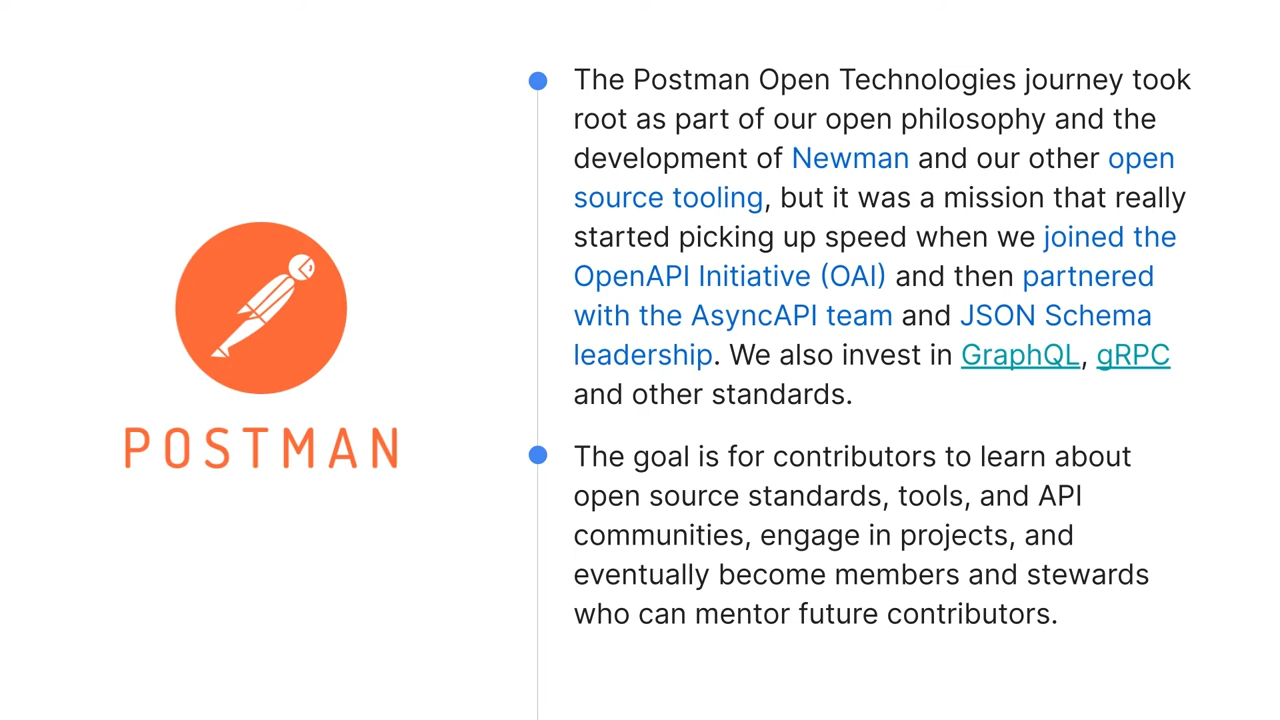 POSTMAN
The Postman Open Technologies journey took
root as part of our open philosophy and the
development of Newman and our other open
source tooling, but it was a mission that really
started picking up speed when we joined the
OpenAPI Initiative (OAI) and then partnered
with the AsyncAPI team and JSON Schema
leadership. We also invest in GraphQL, gRPC
and other standards.
The goal is for contributors to learn about
open source standards, tools, and API
communities, engage in projects, and
eventually become members and stewards
who can mentor future contributors.